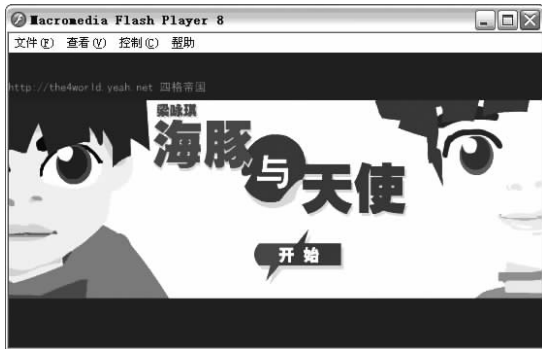 Macromedia Flash Player 8
文件(F) 查看(V) 控制(C) 帮助
http://the4world.yeah.net 四格帝国
梁咏琪
海豚与天使
开始